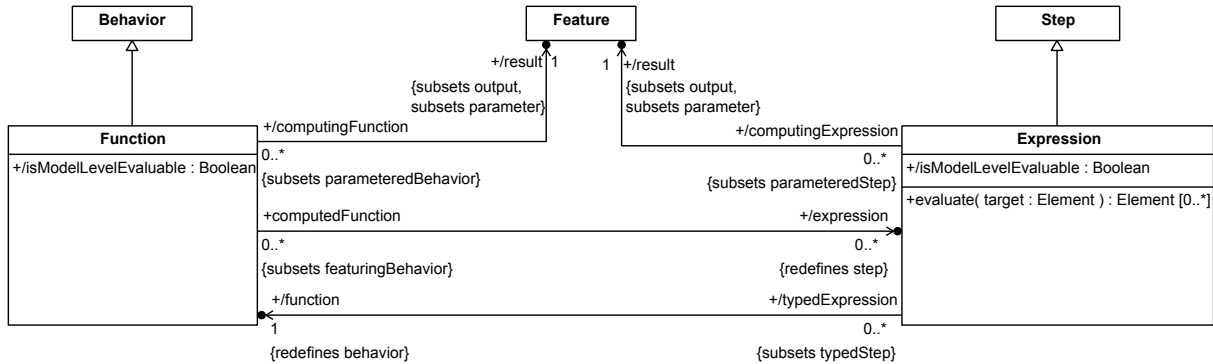 Behavior
Feature
Step
+/result
1
1
+/result
{subsets output,
subsets parameter}
{subsets output,
subsets parameter}
Function
+/isModelLevelEvaluable : Boolean
+/computingFunction
0..*
{subsets parameteredBehavior}
+/computingExpression
0..*
{subsets parameteredStep}
Expression
+/isModelLevelEvaluable : Boolean
+evaluate( target : Element ) : Element [0..*]
+computedFunction
0..*
{subsets featuringBehavior}
+/expression
0..*
{redefines step}
+/function
1
{redefines behavior}
+/typedExpression
0..*
{subsets typedStep}